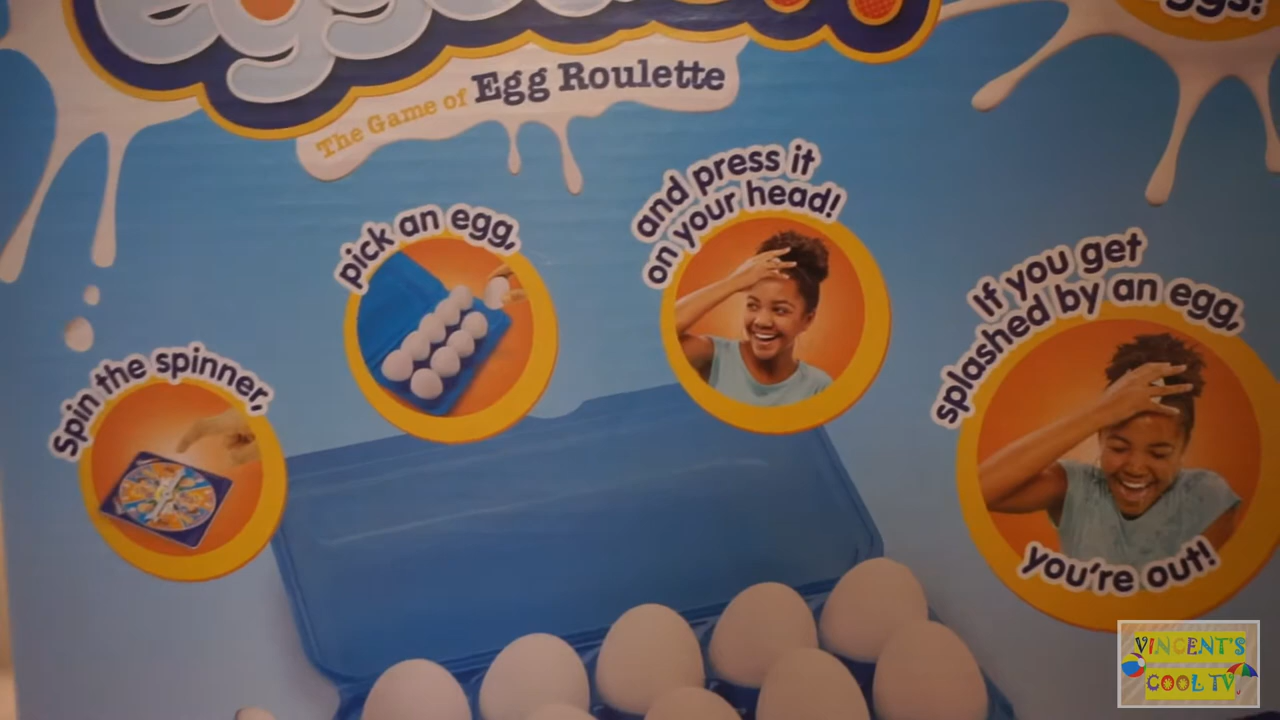 The Game of Egg Roulette
eggs!
spin the spinner,
pick an egg,
and press it
on your head!
If you get
splashed by an egg,
you're out!
VINCENT'S
COOL TV